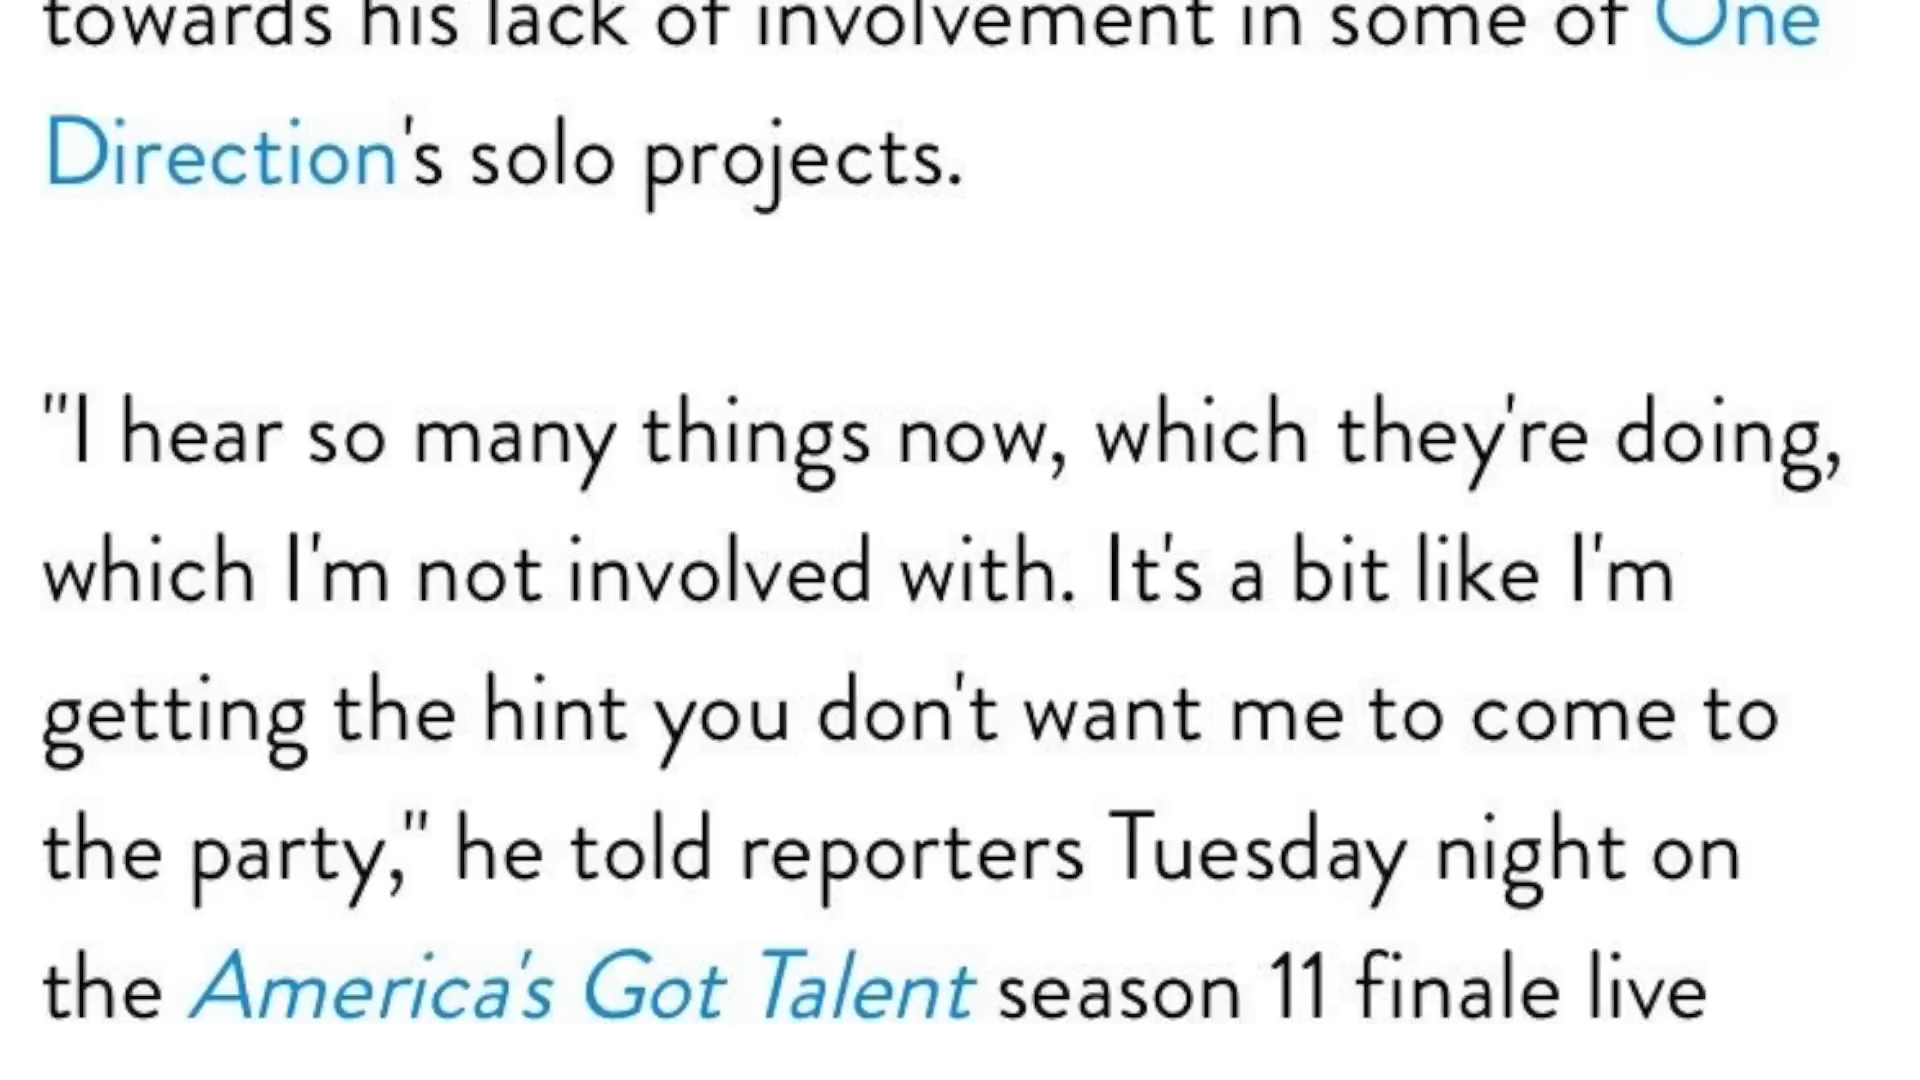 towards his lack of involvement in some of One
Direction's solo projects.
"I hear so many things now, which they're doing,
which I'm not involved with. It's a bit like I'm
getting the hint you don't want me to come to
the party," he told reporters Tuesday night on
the America's Got Talent season 11 finale live